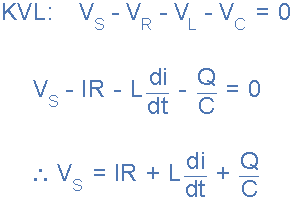 KVL: V_S - V_R - V_L - V_C = 0
V_S - IR - L di/dt - Q/C = 0
∴ V_S = IR + L di/dt + Q/C